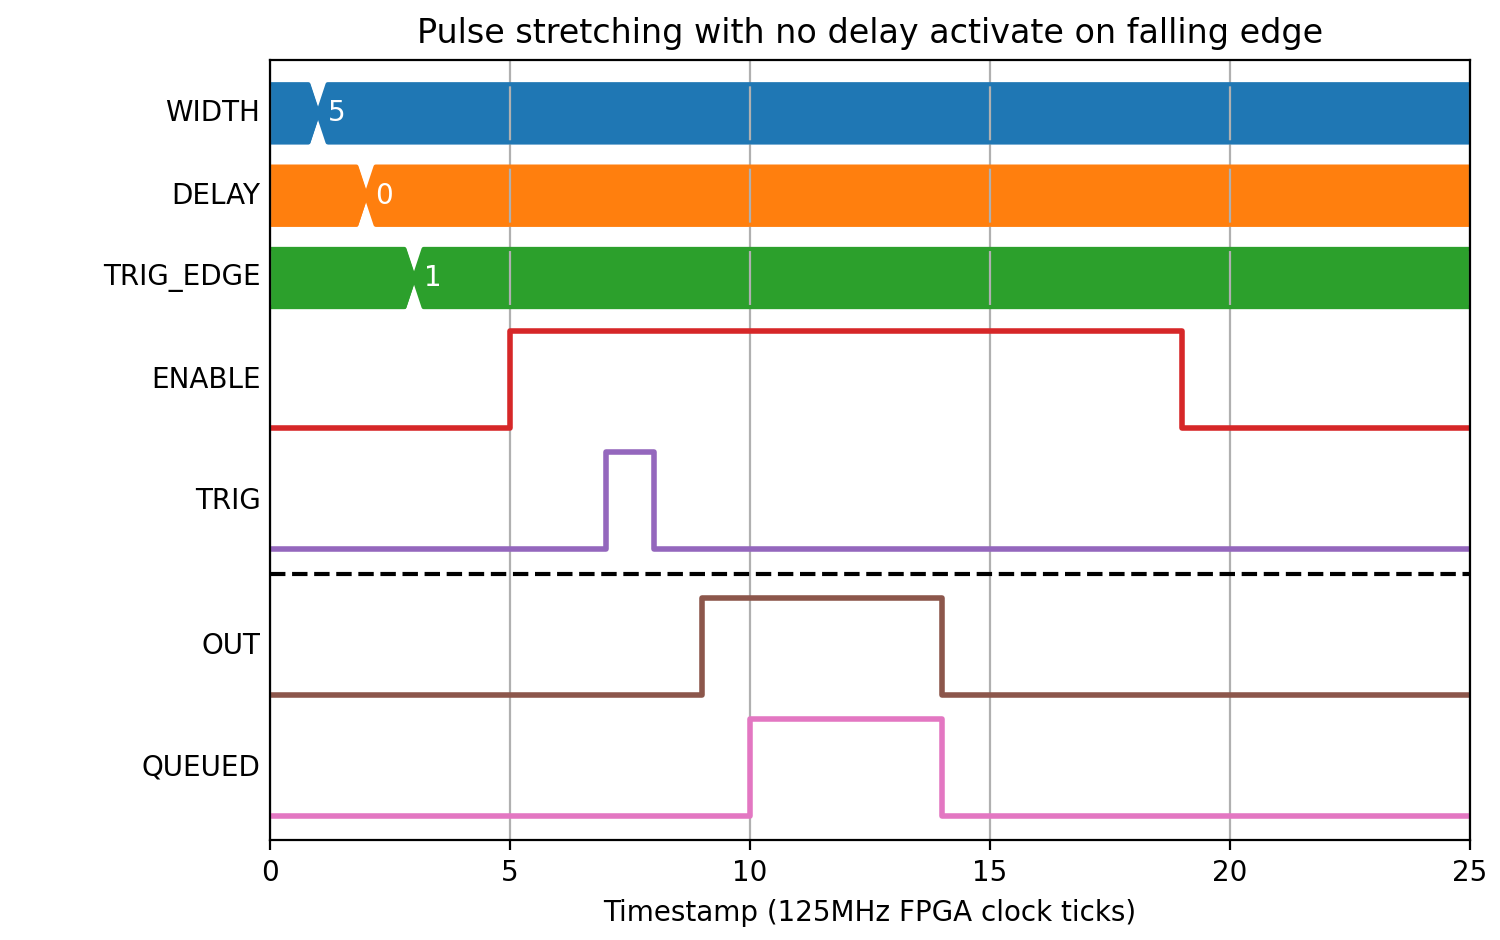 Pulse stretching with no delay activate on falling edge
WIDTH 5
DELAY 0
TRIG_EDGE 1
ENABLE
TRIG
OUT
QUEUED
0 5 10 15 20 25
Timestamp (125MHz FPGA clock ticks)